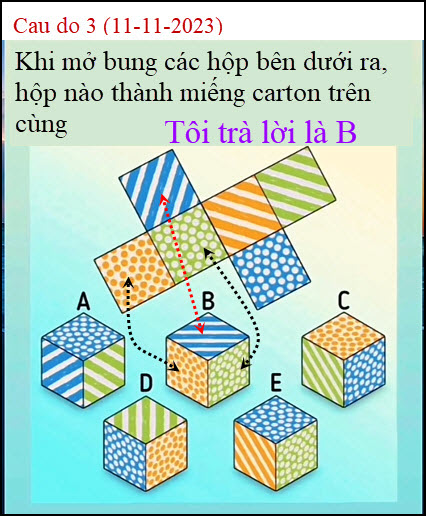 Cau do 3 (11-11-2023)
Khi mở bung các hộp bên dưới ra,
hộp nào thành miếng carton trên
cùng
Tôi trà lời là B
A
B
C
D
E